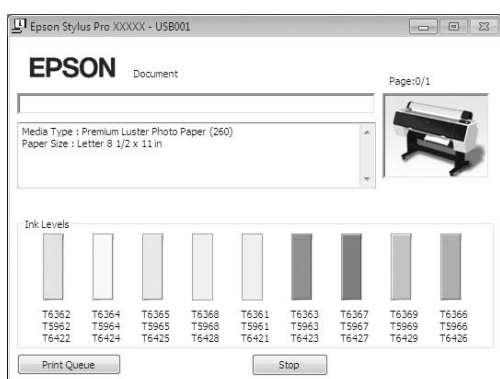 Epson Stylus Pro XXXXX - USB001
EPSON Document
Page:0/1
Media Type : Premium Luster Photo Paper (260)
Paper Size : Letter 8 1/2 x 11 in
Ink Levels
T6362 T6364 T6365 T6368 T6361 T6363 T6367 T6369 T6366
T5962 T5964 T5965 T5968 T5961 T5963 T5967 T5969 T5966
T6422 T6424 T6425 T6428 T6421 T6423 T6427 T6429 T6426
Print Queue Stop